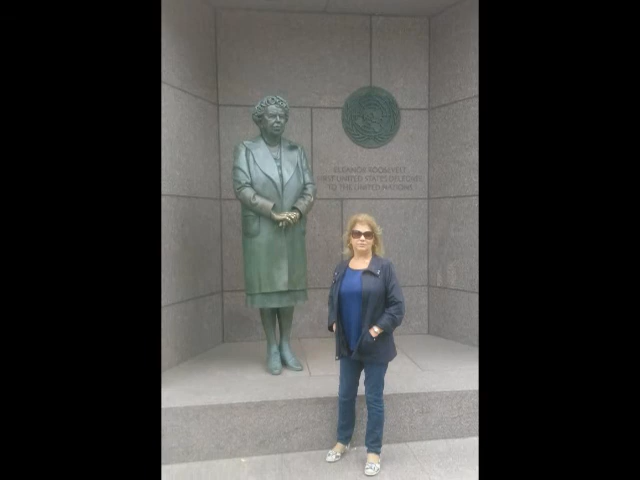 ELEANOR ROOSEVELT
FIRST UNITED STATES DELEGATE
TO THE UNITED NATIONS